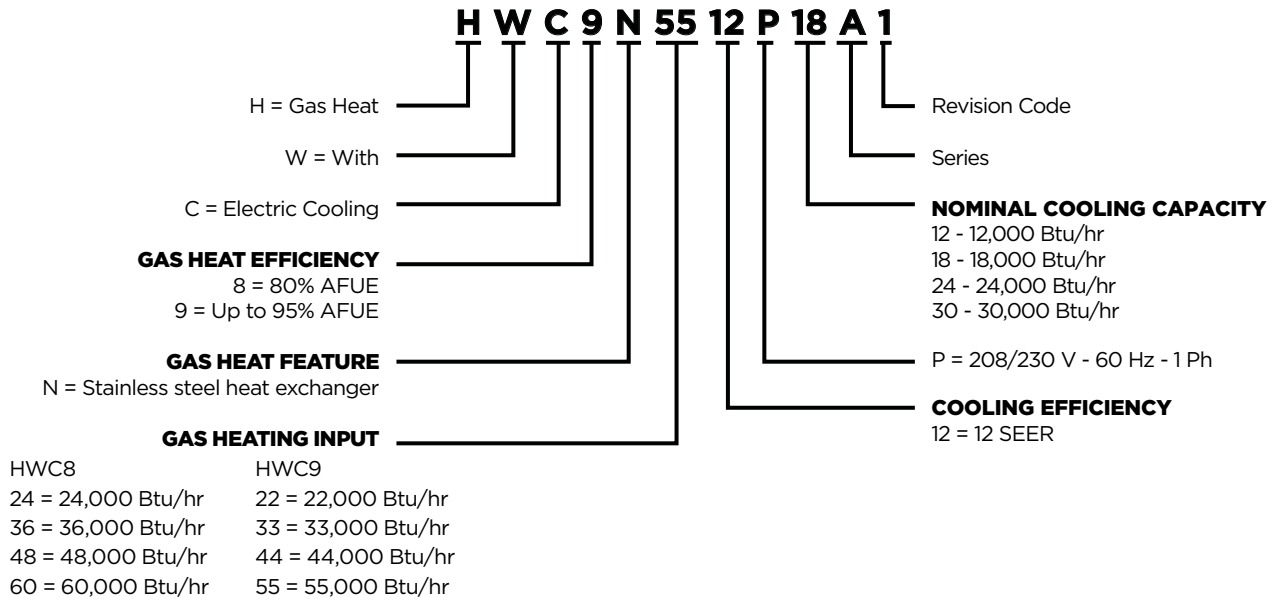 H W C 9 N 55 12 P 18 A 1
H = Gas Heat
W = With
C = Electric Cooling
GAS HEAT EFFICIENCY
8 = 80% AFUE
9 = Up to 95% AFUE
GAS HEAT FEATURE
N = Stainless steel heat exchanger
GAS HEATING INPUT
HWC8 HWC9
24 = 24,000 Btu/hr 22 = 22,000 Btu/hr
36 = 36,000 Btu/hr 33 = 33,000 Btu/hr
48 = 48,000 Btu/hr 44 = 44,000 Btu/hr
60 = 60,000 Btu/hr 55 = 55,000 Btu/hr
Revision Code
Series
NOMINAL COOLING CAPACITY
12 - 12,000 Btu/hr
18 - 18,000 Btu/hr
24 - 24,000 Btu/hr
30 - 30,000 Btu/hr
P = 208/230 V - 60 Hz - 1 Ph
COOLING EFFICIENCY
12 = 12 SEER